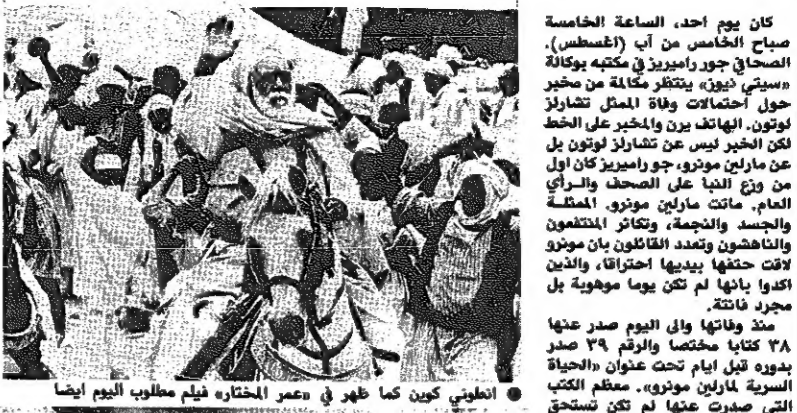 كان يوم احد، الساعة الخامسة
صباح الخامس من آب (اغسطس).
الصحافي جو راميريز في مكتبه بوكالة
«سيتي نيوز» ينتظر مكالمة من مخبر
حول احتمالات وفاة الممثل تشارلز
لوتون. الهاتف يرن والمخبر على الخط
لكن الخبر ليس عن تشارلز لوتون بل
عن مارلين مونرو، جو راميريز كان اول
من وزع النبا على الصحف والـرأي
العام. ماتت مارلين مونرو. الممثلـة
والجسد والنجمة، وتكاثر المنتفعون
والناهشون وتعدد القائلون بان مونرو
لاقت حتفها بيديها احتراقا، والذين
اكدوا بانها لم تكن يوما موهوبة بل
مجرد فاتنة.
منذ وفاتها والى اليوم صدر عنها
٣٨ كتابا مختصا والرقم ٣٩ صدر
بدوره قبل ايام تحت عنوان «الحياة
السرية لمارلين مونرو». معظم الكتب
التي صدرت عنها لم تكن تستحق
● انطوني كوين كما ظهر في «عمر المختار» فيلم مطلوب اليوم ايضا